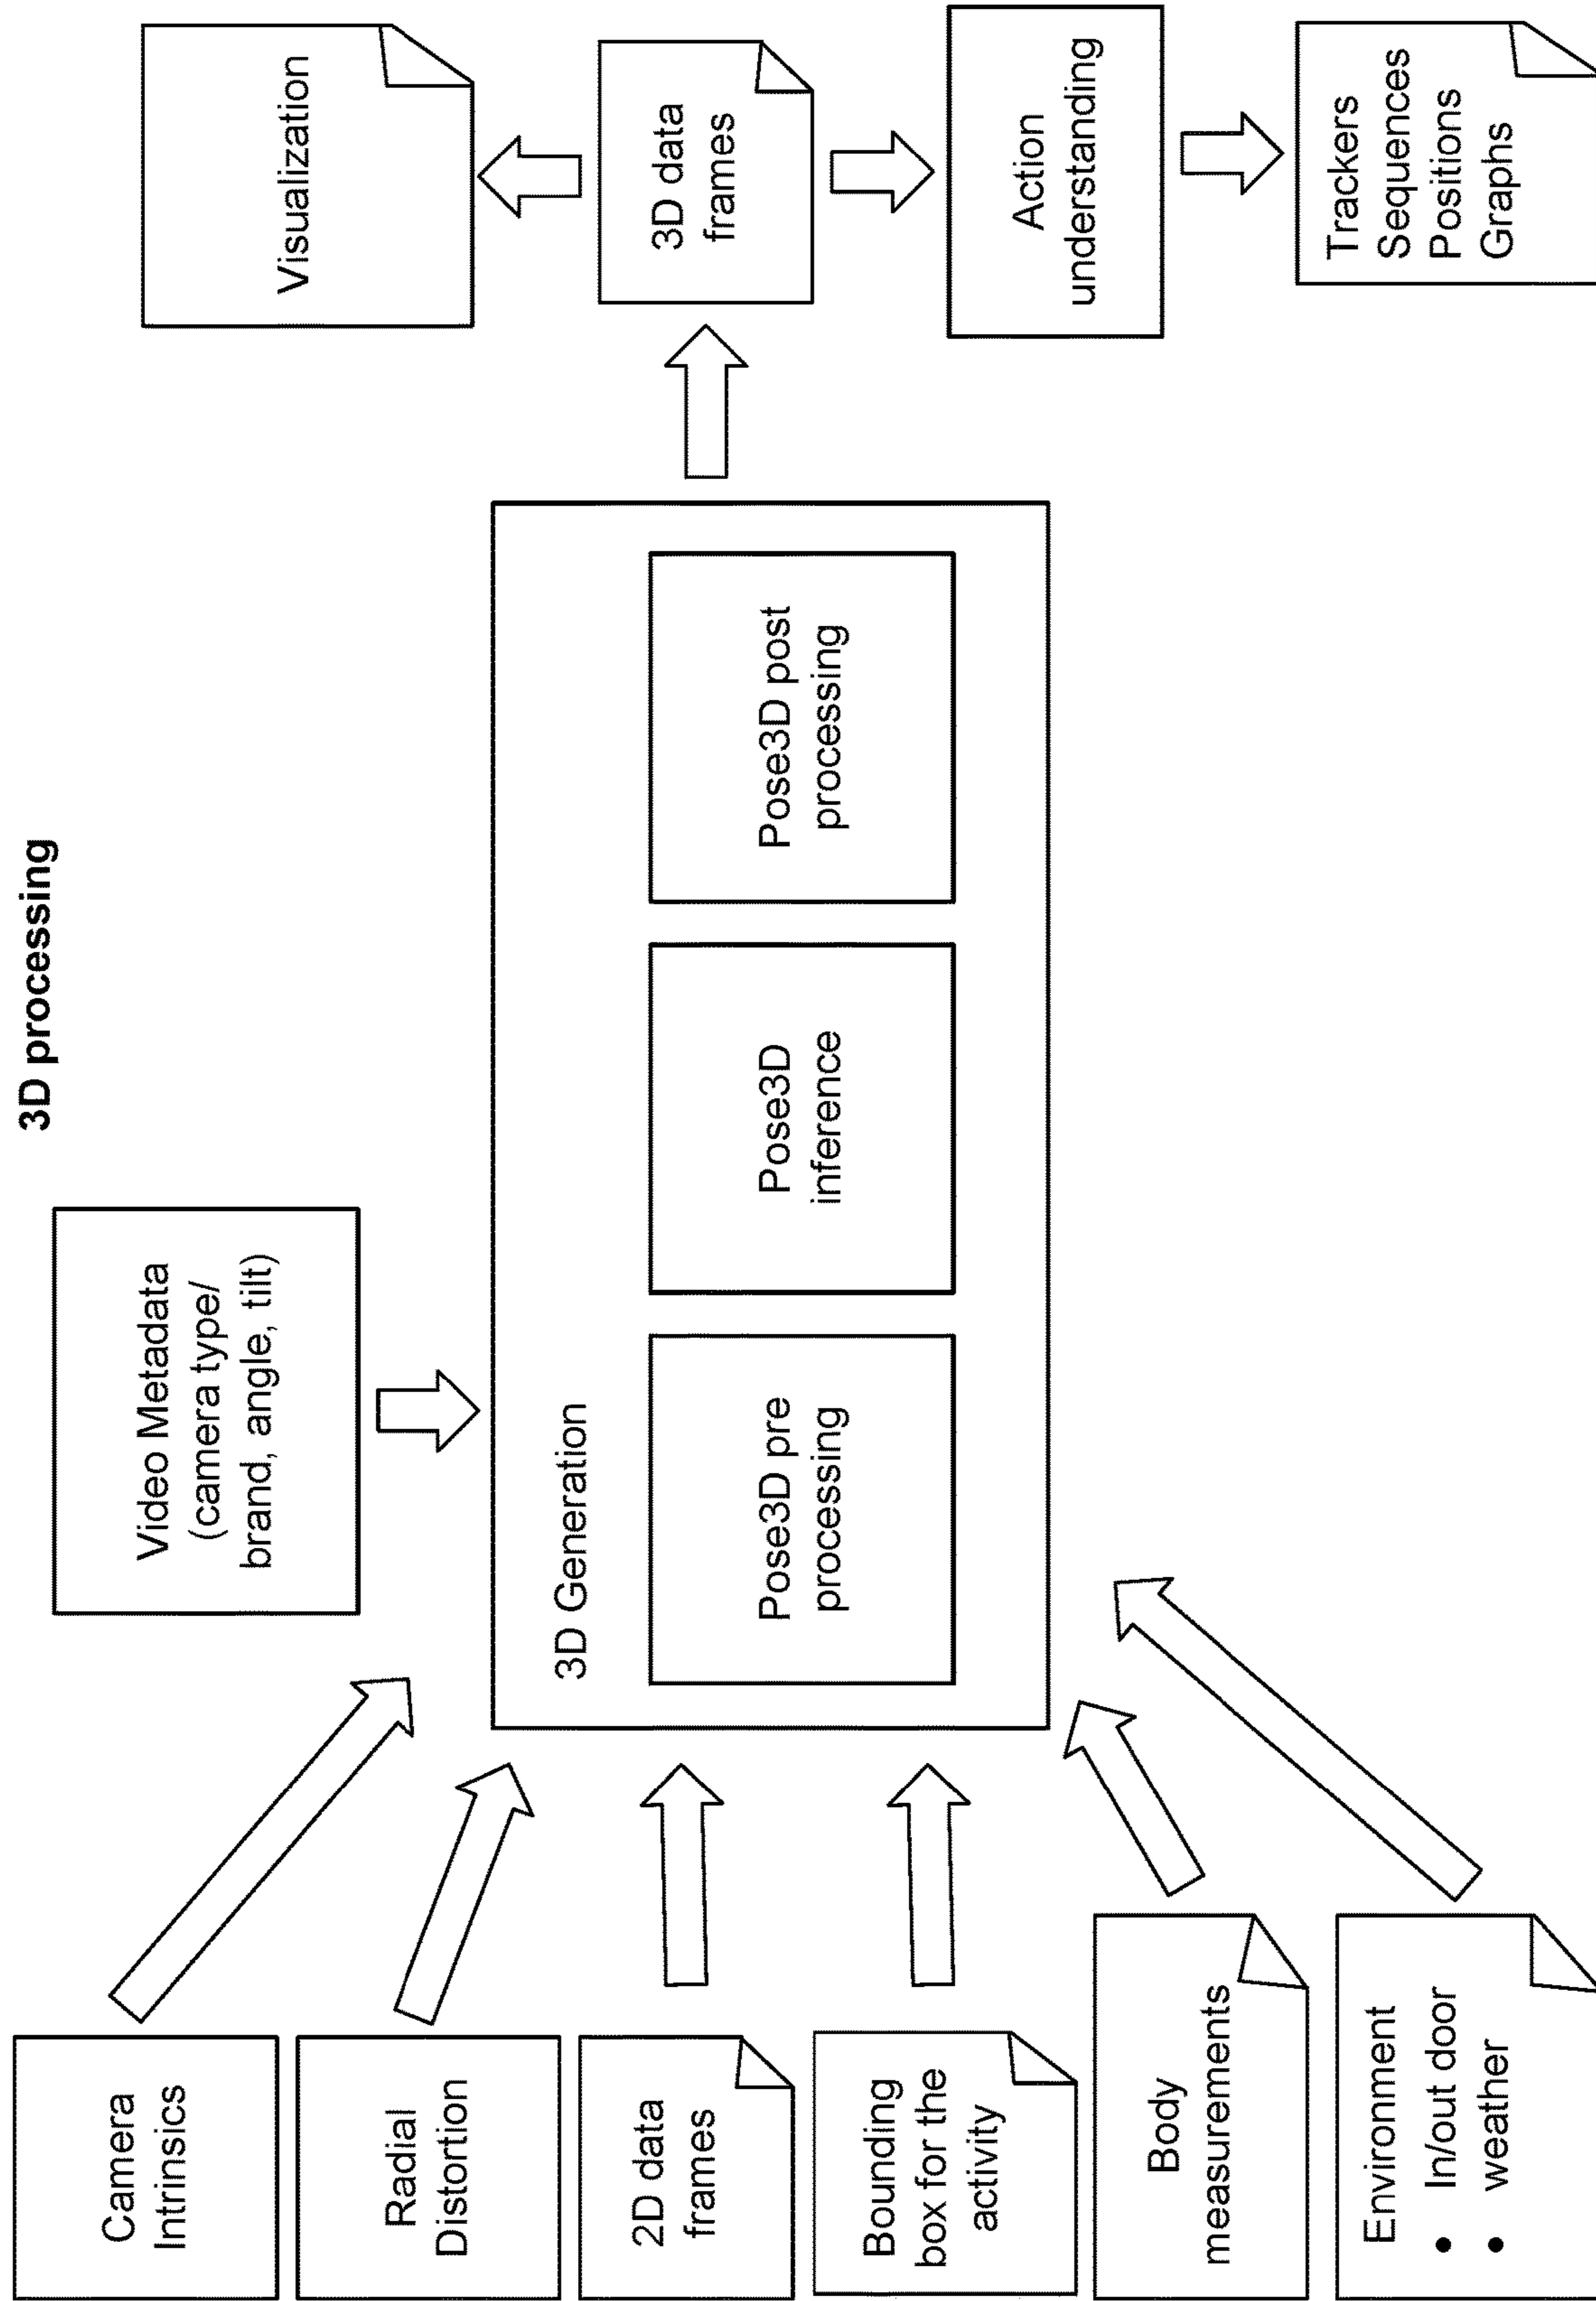 3D processing
Camera
Intrinsics
Radial
Distortion
2D data
frames
Bounding
box for the
activity
Body
measurements
Environment
• In/out door
• weather
Video Metadata
(camera type/
brand, angle, tilt)
3D Generation
Pose3D pre
processing
Pose3D
inference
Pose3D post
processing
Visualization
3D data
frames
Action
understanding
Trackers
Sequences
Positions
Graphs